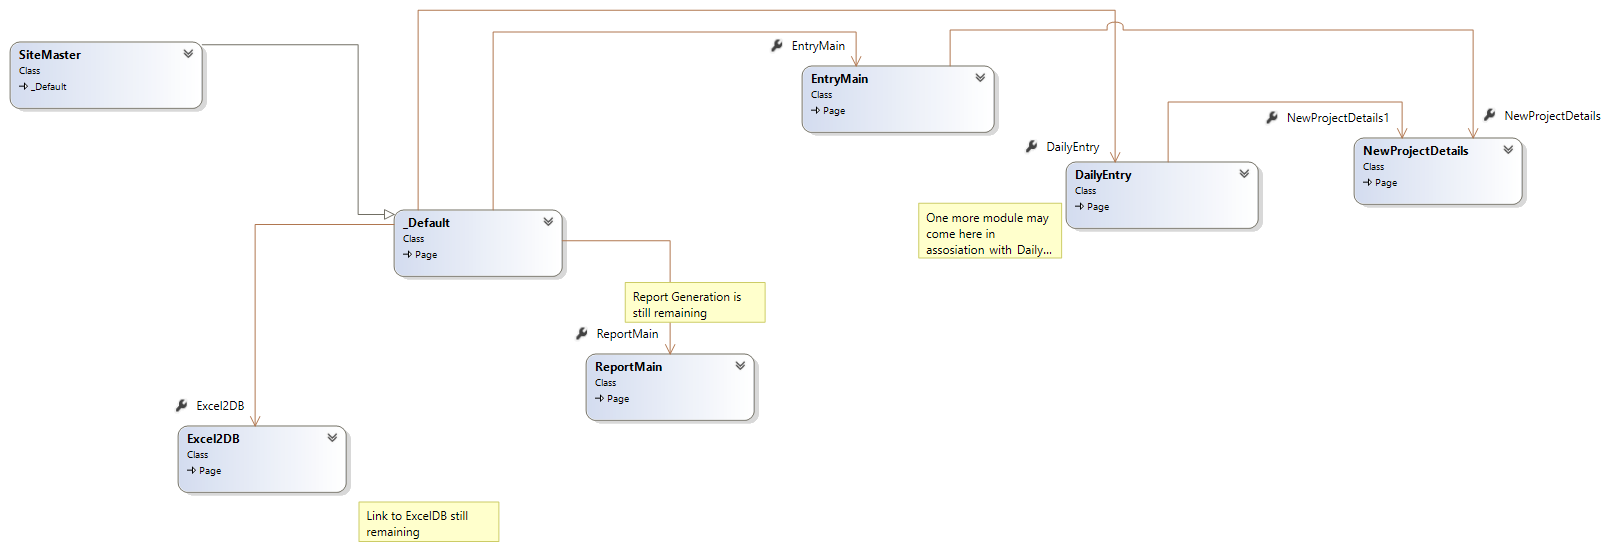 SiteMaster
Class
_Default
EntryMain
EntryMain
Class
Page
NewProjectDetails1
NewProjectDetails
NewProjectDetails
Class
Page
DailyEntry
DailyEntry
Class
Page
One more module may
come here in
assosiation with Daily...
_Default
Class
Page
Report Generation is
still remaining
ReportMain
ReportMain
Class
Page
Excel2DB
Excel2DB
Class
Page
Link to ExcelDB still
remaining